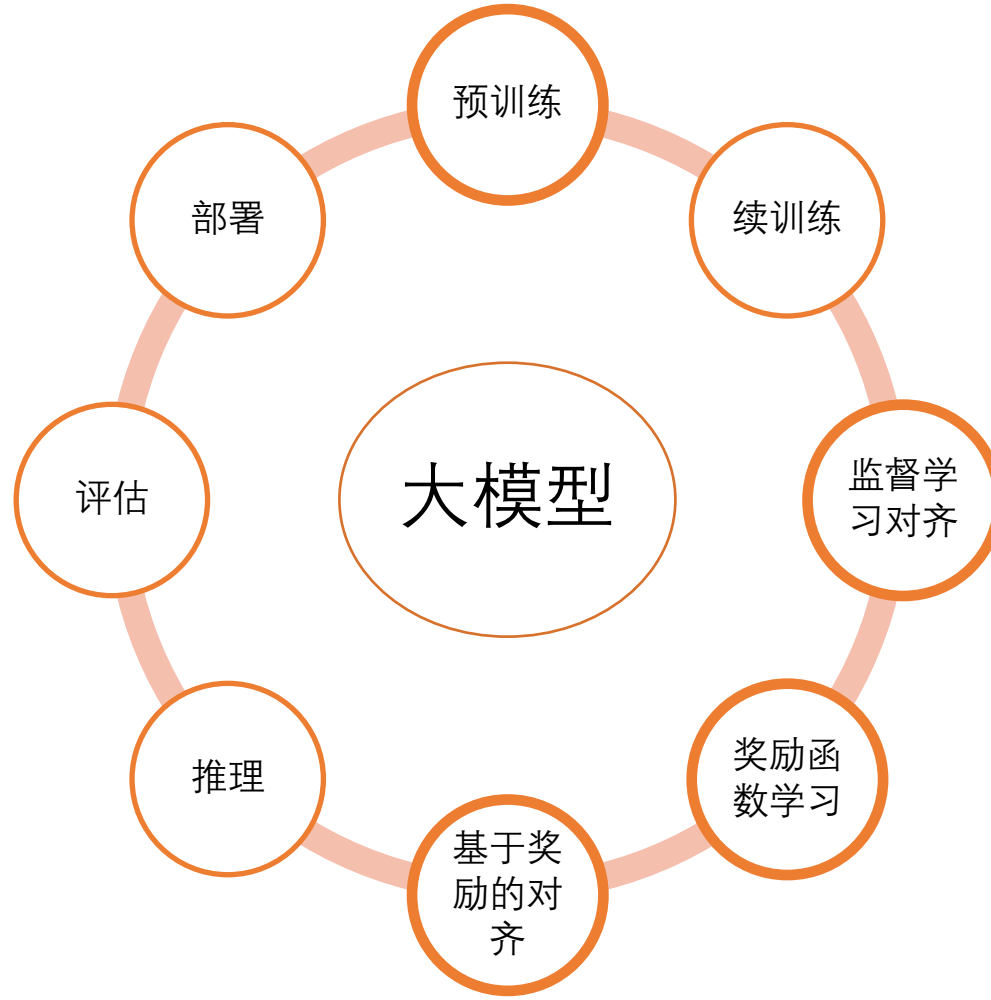 预训练
续训练
监督学
习对齐
奖励函
数学习
基于奖
励的对
齐
推理
评估
部署
大模型